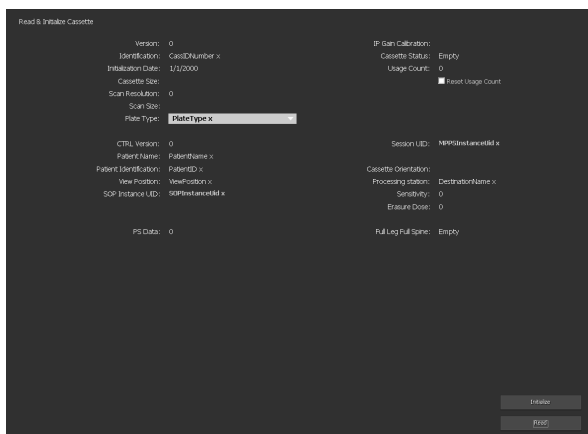 Read & Initialize Cassette
Version: 0 IP Gain Calibration:
Identification: CassIDNumber x Cassette Status: Empty
Initialization Date: 1/1/2000 Usage Count: 0
Cassette Size: Reset Usage Count
Scan Resolution: 0
Scan Size:
Plate Type: PlateType x
CTRL Version: 0 Session UID: MPPSInstanceUid x
Patient Name: PatientName x
Patient Identification: PatientID x Cassette Orientation:
View Position: ViewPosition x Processing station: DestinationName x
SOP Instance UID: SOPInstanceUid x Sensitivity: 0
Erasure Dose: 0
PS Data: 0 Full Leg Full Spine: Empty
Initialize
Read